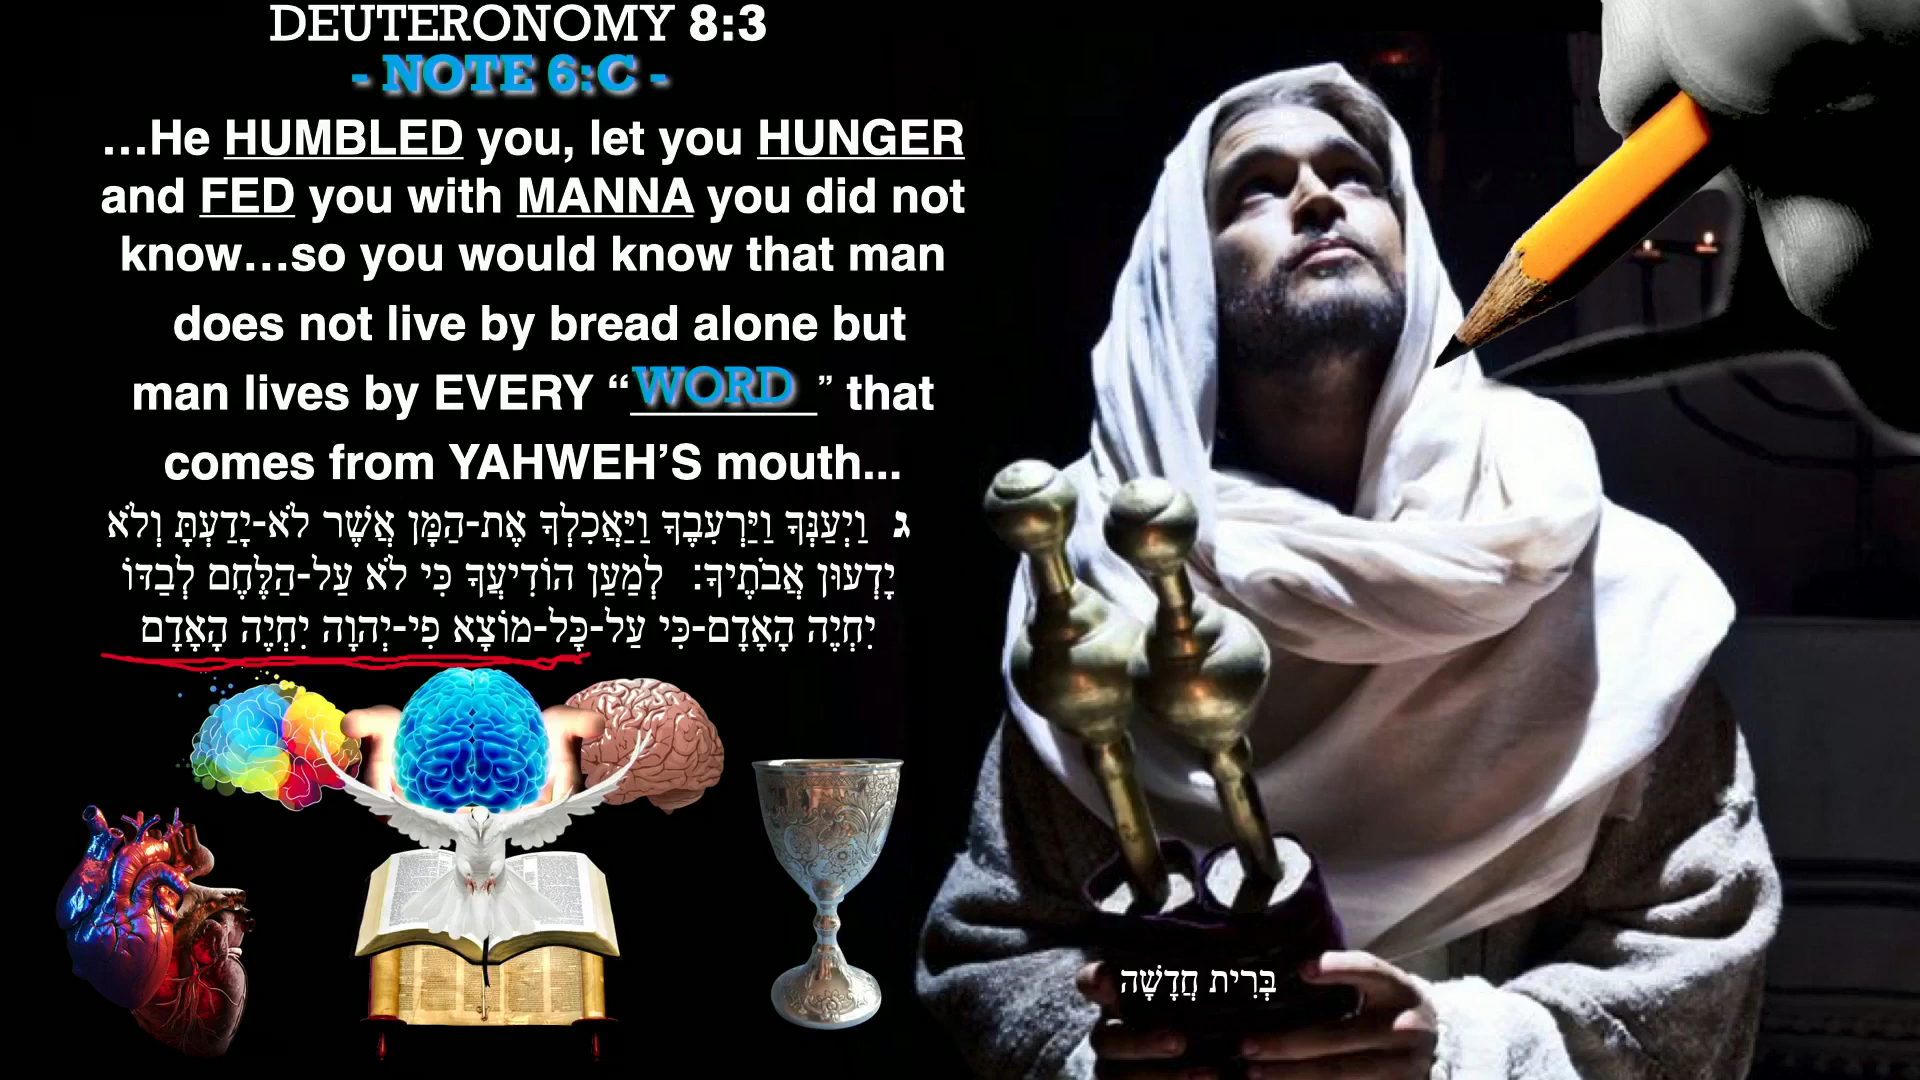 DEUTERONOMY 8:3
- NOTE 6:C -
...He HUMBLED you, let you HUNGER
and FED you with MANNA you did not
know...so you would know that man
does not live by bread alone but
man lives by EVERY “WORD” that
comes from YAHWEH’S mouth...
ג וַיְעַנְּךָ וַיַּרְעִבֶךָ וַיַּאֲכִלְךָ אֶת-הַמָּן אֲשֶׁר לֹא-יָדַעְתָּ וְלֹא
יָדְעוּן אֲבֹתֶיךָ: לְמַעַן הוֹדִיעֲךָ כִּי לֹא עַל-הַלֶּחֶם לְבַדּוֹ
יִחְיֶה הָאָדָם-כִּי עַל-כָּל-מוֹצָא פִי-יְהוָה יִחְיֶה הָאָדָם
בְּרִית חֲדָשָׁה